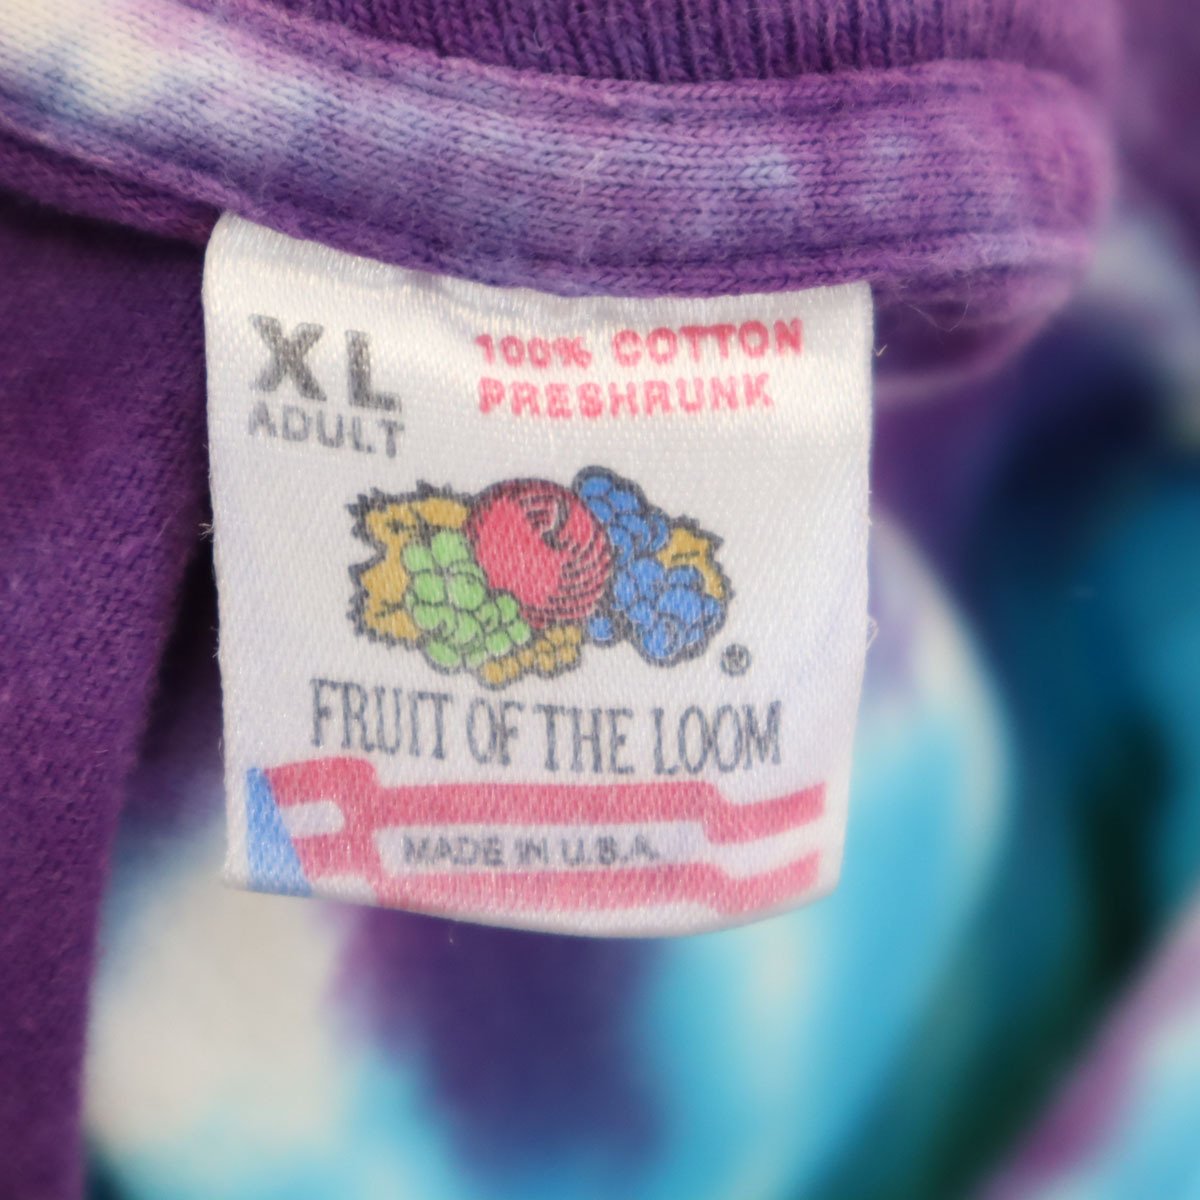 XL
ADULT
100% COTTON
PRESHRUNK
®
FRUIT OF THE LOOM
MADE IN U.S.A.